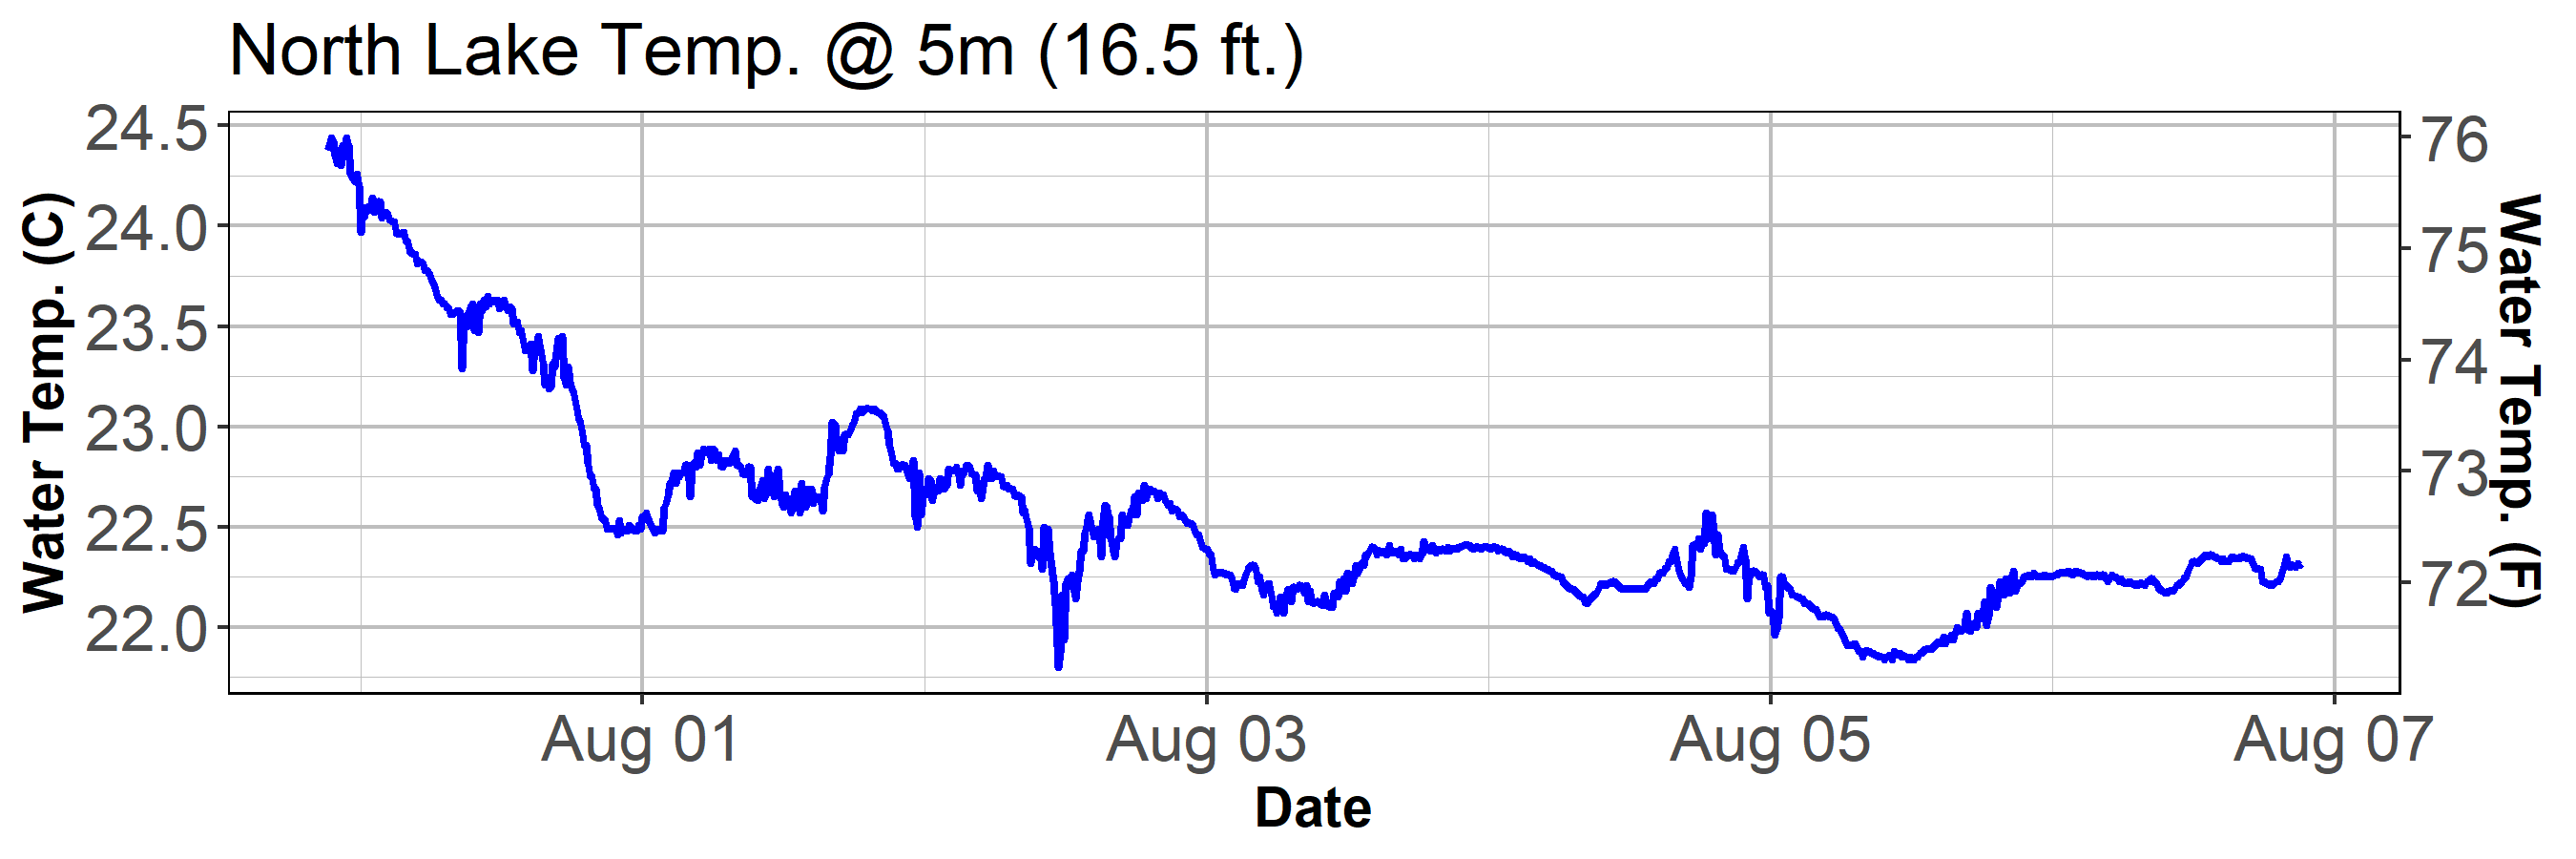 North Lake Temp. @ 5m (16.5 ft.)
Water Temp. (C)
24.5
24.0
23.5
23.0
22.5
22.0
76
75
74
73
72
Water Temp. (F)
Aug 01 Aug 03 Aug 05 Aug 07
Date